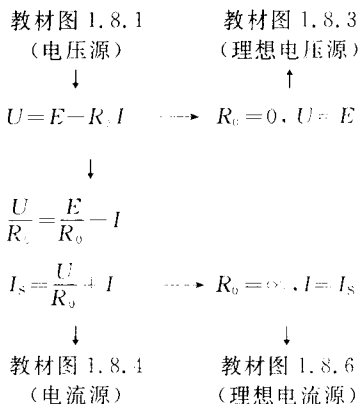 教材图 1.8.1 教材图 1.8.3
(电压源) (理想电压源)
↓ ↑
U=E-R₀I → R₀=0, U=E
↓
U/R₀=E/R₀-I
I_S=U/R₀+I → R₀=∞, I=I_S
↓ ↓
教材图 1.8.4 教材图 1.8.6
(电流源) (理想电流源)